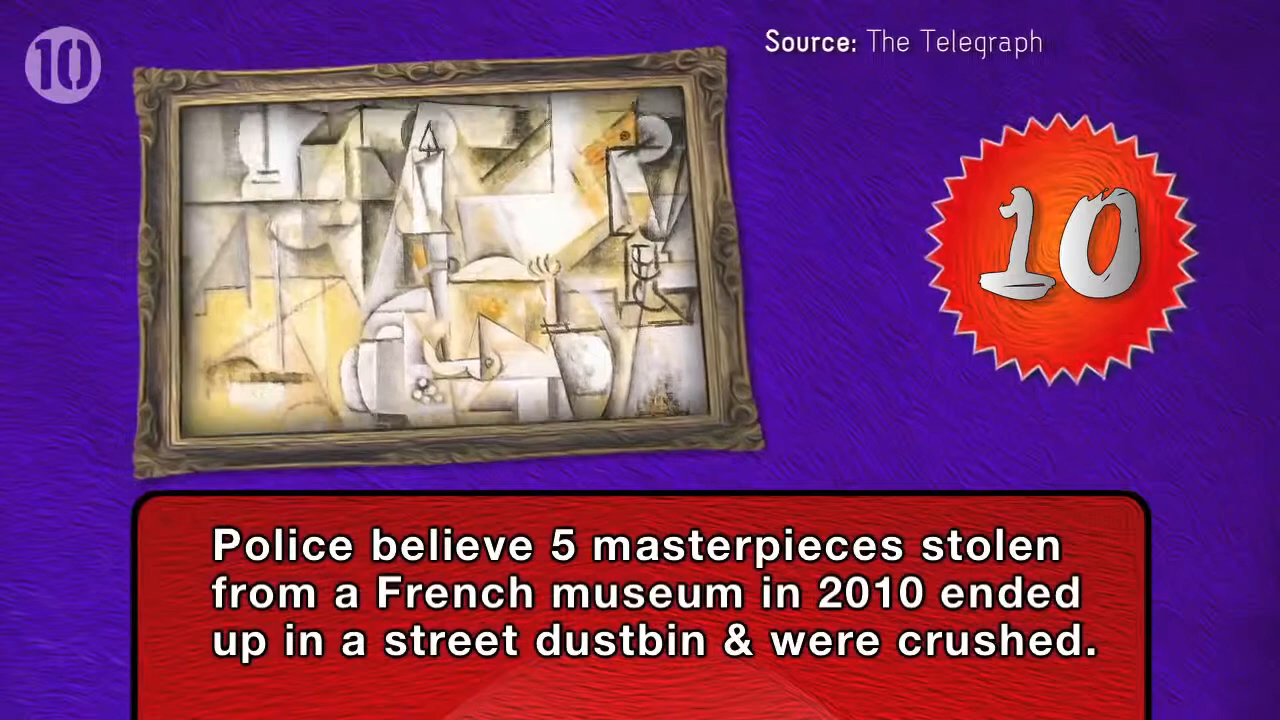 10
Source: The Telegraph
10
Police believe 5 masterpieces stolen
from a French museum in 2010 ended
up in a street dustbin & were crushed.